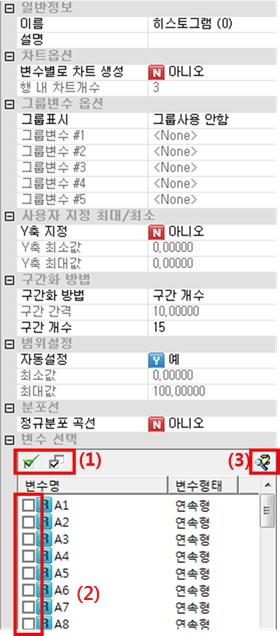 일반정보
이름 히스토그램 (0)
설명
차트옵션
변수별로 차트 생성 N 아니오
행 내 차트개수 3
그룹변수 옵션
그룹표시 그룹사용 안함
그룹변수 #1 <None>
그룹변수 #2 <None>
그룹변수 #3 <None>
그룹변수 #4 <None>
그룹변수 #5 <None>
사용자 지정 최대/최소
Y축 지정 N 아니오
Y축 최소값 0,00000
Y축 최대값 0,00000
구간화 방법
구간화 방법 구간 개수
구간 간격 10,00000
구간 개수 15
범위설정
자동설정 Y 예
최소값 0,00000
최대값 100,00000
분포선
정규분포 곡선 N 아니오
변수 선택
(1) (3)
변수명 변수형태
R A1 연속형
R A2 연속형
R A3 연속형
R A4 연속형
R A5 연속형
R A6 연속형
R A7 연속형
R A8 연속형
(2)